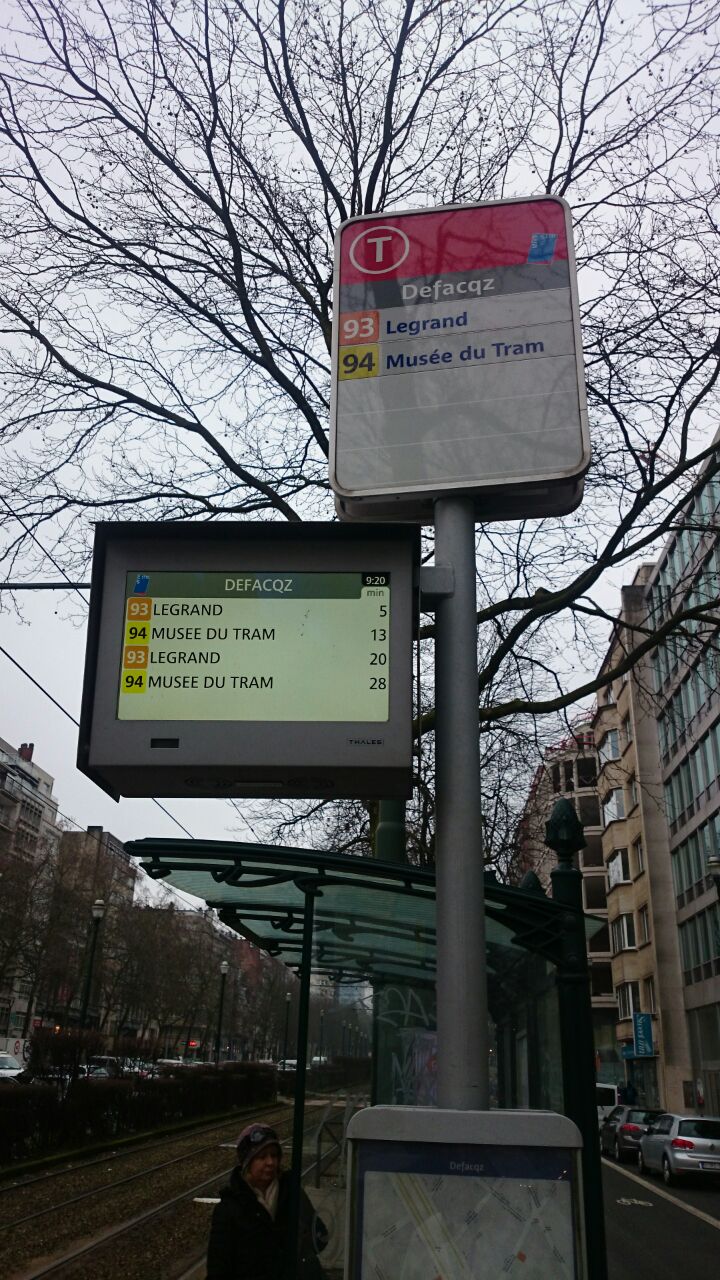 T
Defacqz
93 Legrand
94 Musée du Tram
DEFACQZ 9:20
min
93 LEGRAND 5
94 MUSEE DU TRAM 13
93 LEGRAND 20
94 MUSEE DU TRAM 28
THALES
Defacqz